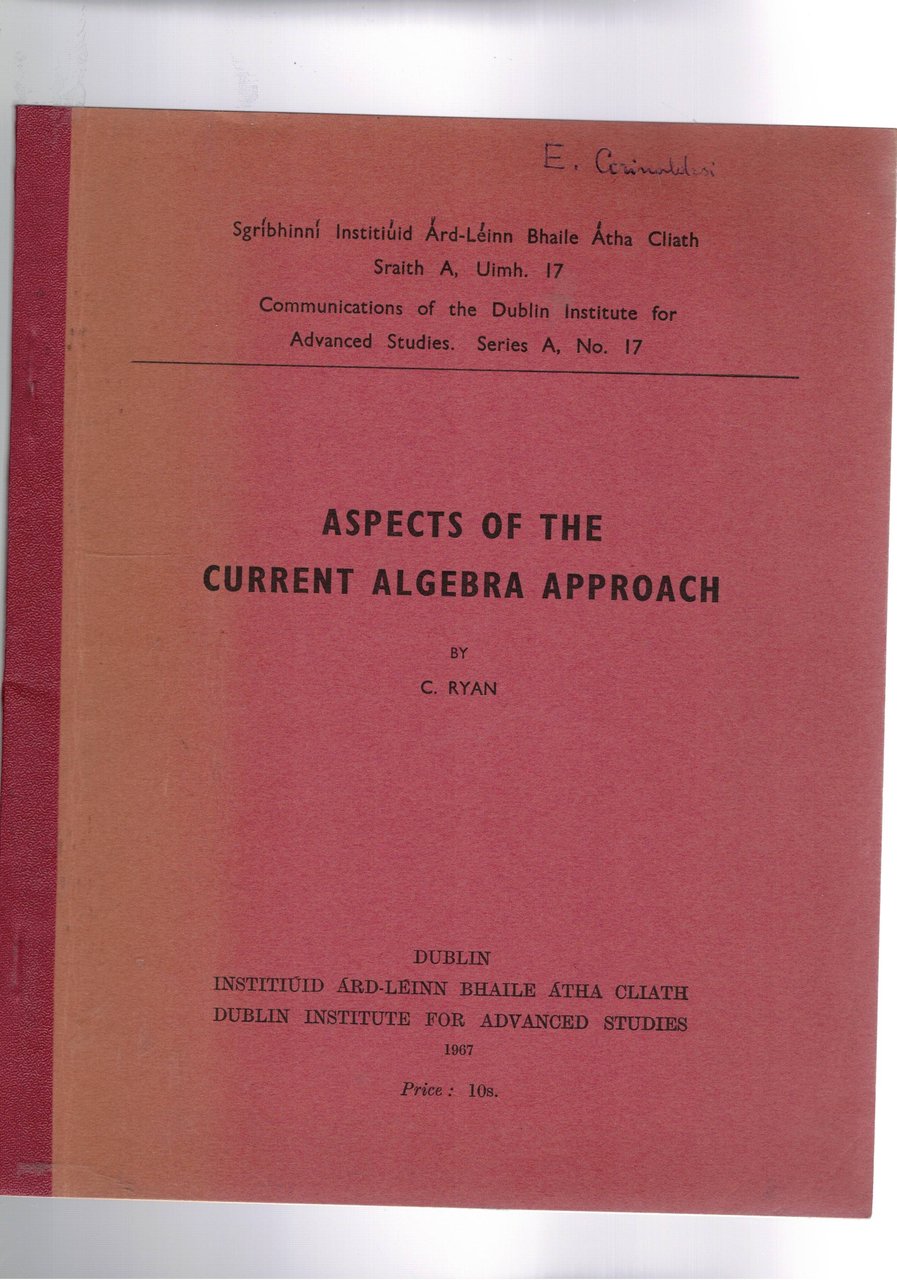 E. Corinaldesi
Sgríbhinní Institiúid Árd-Léinn Bhaile Átha Cliath
Sraith A, Uimh. 17
Communications of the Dublin Institute for
Advanced Studies. Series A, No. 17
ASPECTS OF THE
CURRENT ALGEBRA APPROACH
BY
C. RYAN
DUBLIN
INSTITIÚID ÁRD-LÉINN BHAILE ÁTHA CLIATH
DUBLIN INSTITUTE FOR ADVANCED STUDIES
1967
Price : 10s.